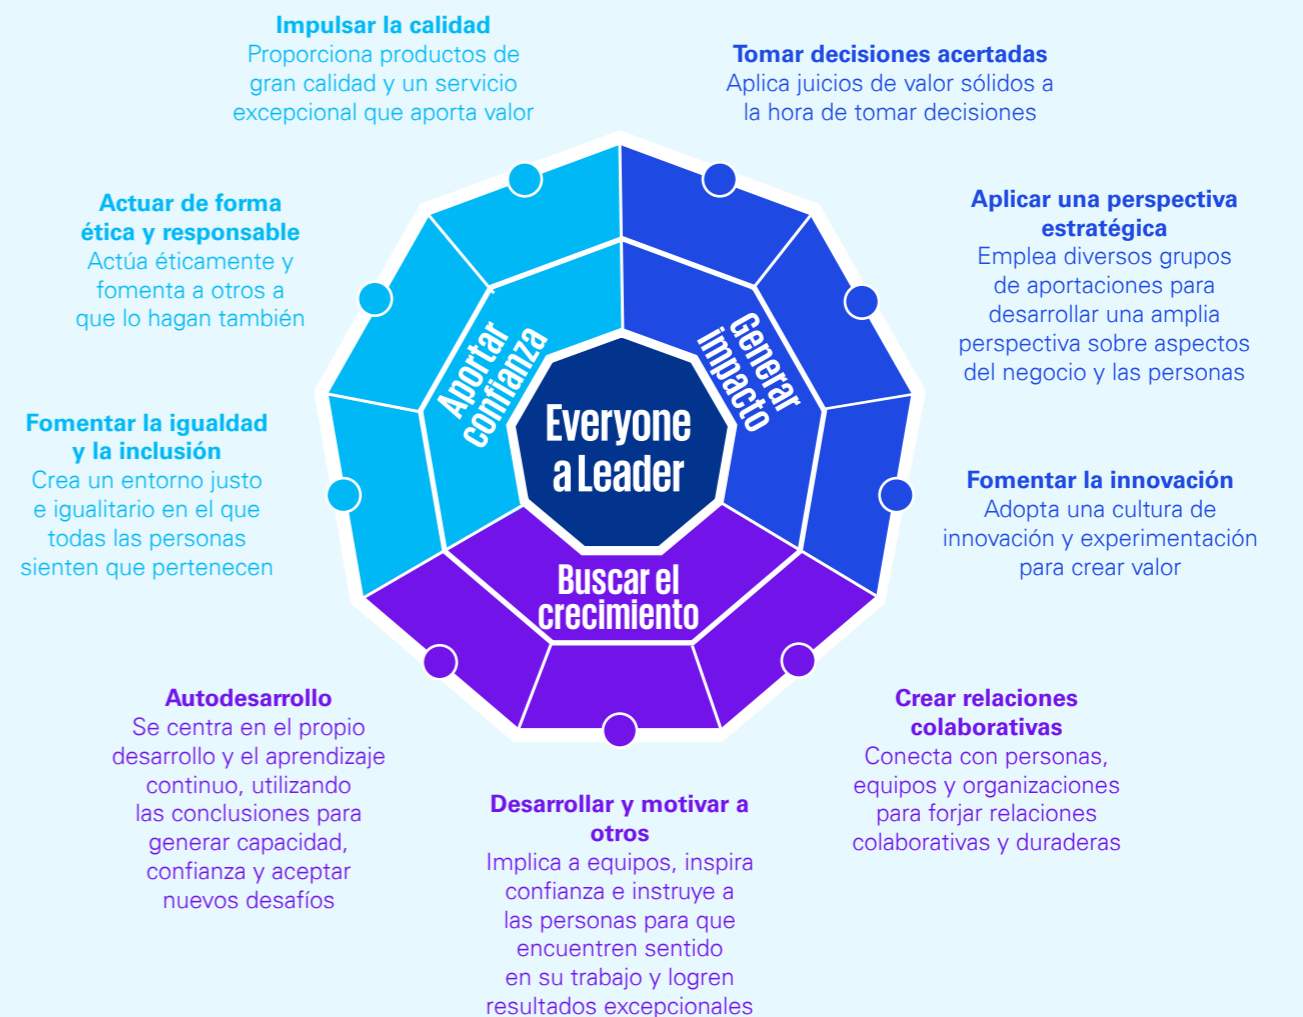 Impulsar la calidad
Proporciona productos de
gran calidad y un servicio
excepcional que aporta valor
Tomar decisiones acertadas
Aplica juicios de valor sólidos a
la hora de tomar decisiones
Actuar de forma
ética y responsable
Actúa éticamente y
fomenta a otros a
que lo hagan también
Aplicar una perspectiva
estratégica
Emplea diversos grupos
de aportaciones para
desarrollar una amplia
perspectiva sobre aspectos
del negocio y las personas
Aportar
confianza
Generar
impacto
Everyone
a Leader
Fomentar la igualdad
y la inclusión
Crea un entorno justo
e igualitario en el que
todas las personas
sienten que pertenecen
Fomentar la innovación
Adopta una cultura de
innovación y experimentación
para crear valor
Buscar el
crecimiento
Autodesarrollo
Se centra en el propio
desarrollo y el aprendizaje
continuo, utilizando
las conclusiones para
generar capacidad,
confianza y aceptar
nuevos desafíos
Desarrollar y motivar a
otros
Implica a equipos, inspira
confianza e instruye a
las personas para que
encuentren sentido
en su trabajo y logren
resultados excepcionales
Crear relaciones
colaborativas
Conecta con personas,
equipos y organizaciones
para forjar relaciones
colaborativas y duraderas